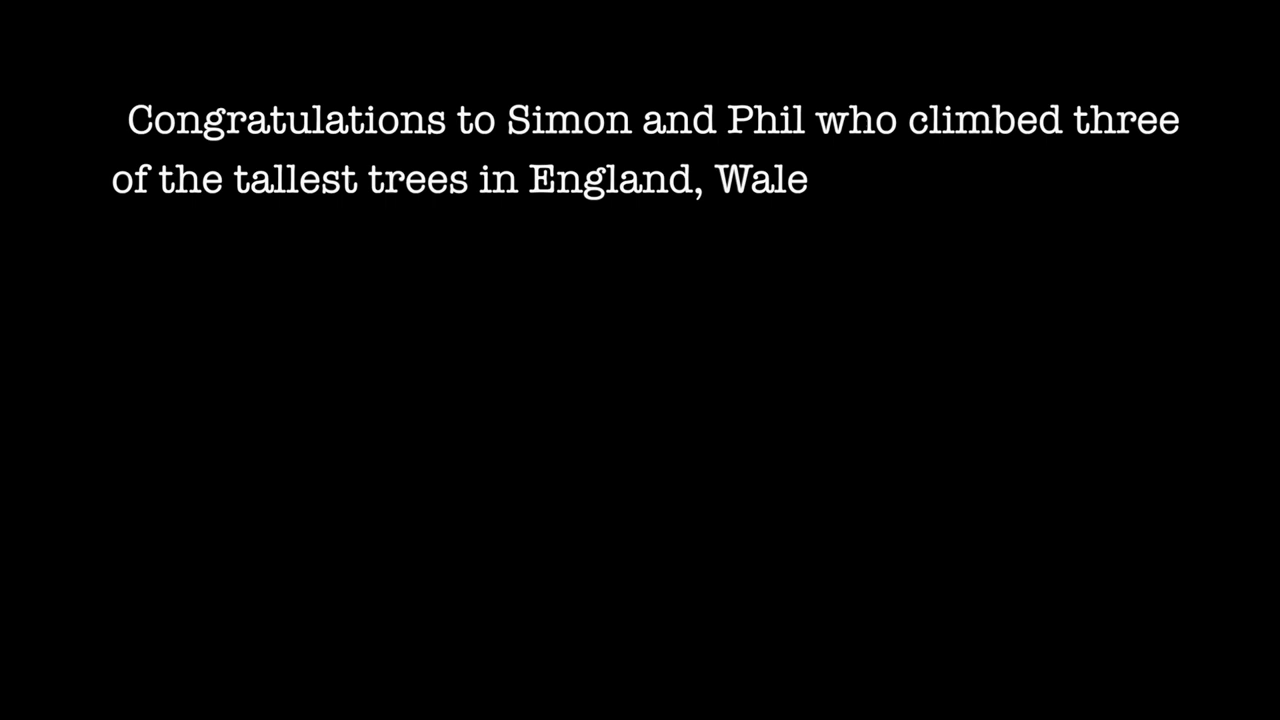 Congratulations to Simon and Phil who climbed three
of the tallest trees in England, Wale